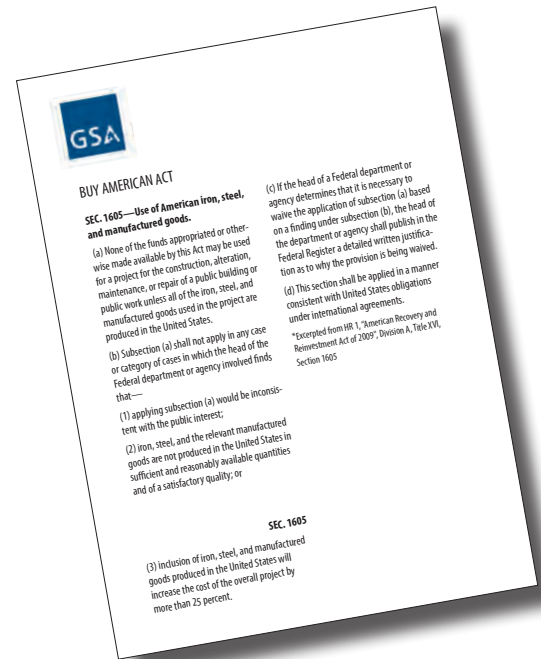 GSA
BUY AMERICAN ACT
SEC. 1605—Use of American iron, steel,
and manufactured goods.
(a) None of the funds appropriated or other-
wise made available by this Act may be used
for a project for the construction, alteration,
maintenance, or repair of a public building or
public work unless all of the iron, steel, and
manufactured goods used in the project are
produced in the United States.
(b) Subsection (a) shall not apply in any case
or category of cases in which the head of the
Federal department or agency involved finds
that—
(1) applying subsection (a) would be inconsis-
tent with the public interest;
(2) iron, steel, and the relevant manufactured
goods are not produced in the United States in
sufficient and reasonably available quantities
and of a satisfactory quality; or
SEC. 1605
(3) inclusion of iron, steel, and manufactured
goods produced in the United States will
increase the cost of the overall project by
more than 25 percent.
(c) If the head of a Federal department or
agency determines that it is necessary to
waive the application of subsection (a) based
on a finding under subsection (b), the head of
the department or agency shall publish in the
Federal Register a detailed written justifica-
tion as to why the provision is being waived.
(d) This section shall be applied in a manner
consistent with United States obligations
under international agreements.
*Excerpted from HR 1, "American Recovery and
Reinvestment Act of 2009", Division A, Title XVI,
Section 1605